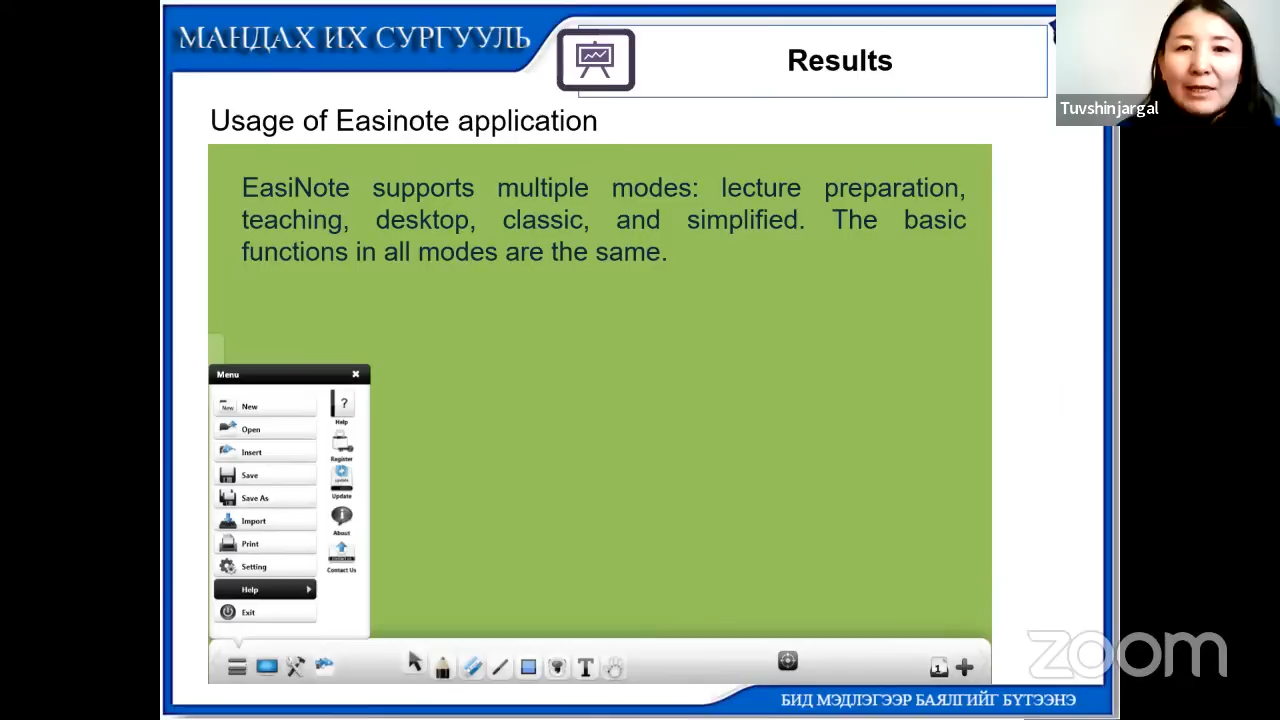 МАНДАХ ИХ СУРГУУЛЬ
Results
Tuvshinjargal
Usage of Easinote application
EasiNote supports multiple modes: lecture preparation,
teaching, desktop, classic, and simplified. The basic
functions in all modes are the same.
Menu
New
New
Open
Insert
Save
Save As
Import
Print
Setting
Help
Exit
?
Help
Register
Update
Update
About
Contact Us
T
1
zoom
БИД МЭДЛЭГЭЭР БАЯЛГИЙГ БҮТЭЭНЭ